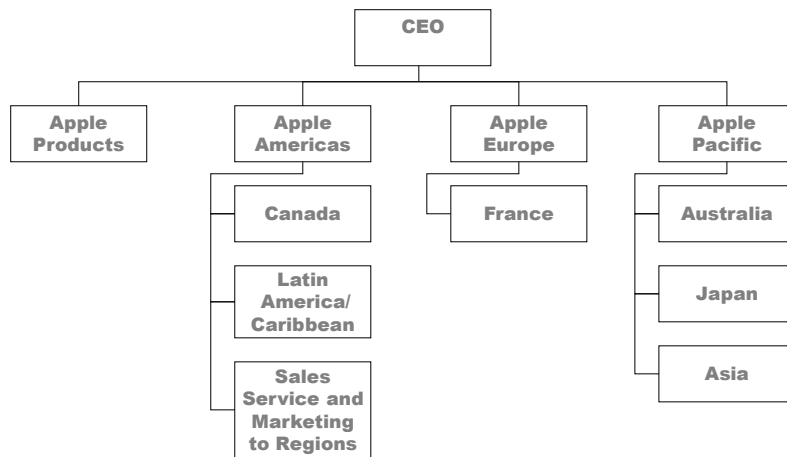 CEO
Apple
Products
Apple
Americas
Apple
Europe
Apple
Pacific
Canada
France
Australia
Latin
America/
Caribbean
Japan
Sales
Service and
Marketing
to Regions
Asia